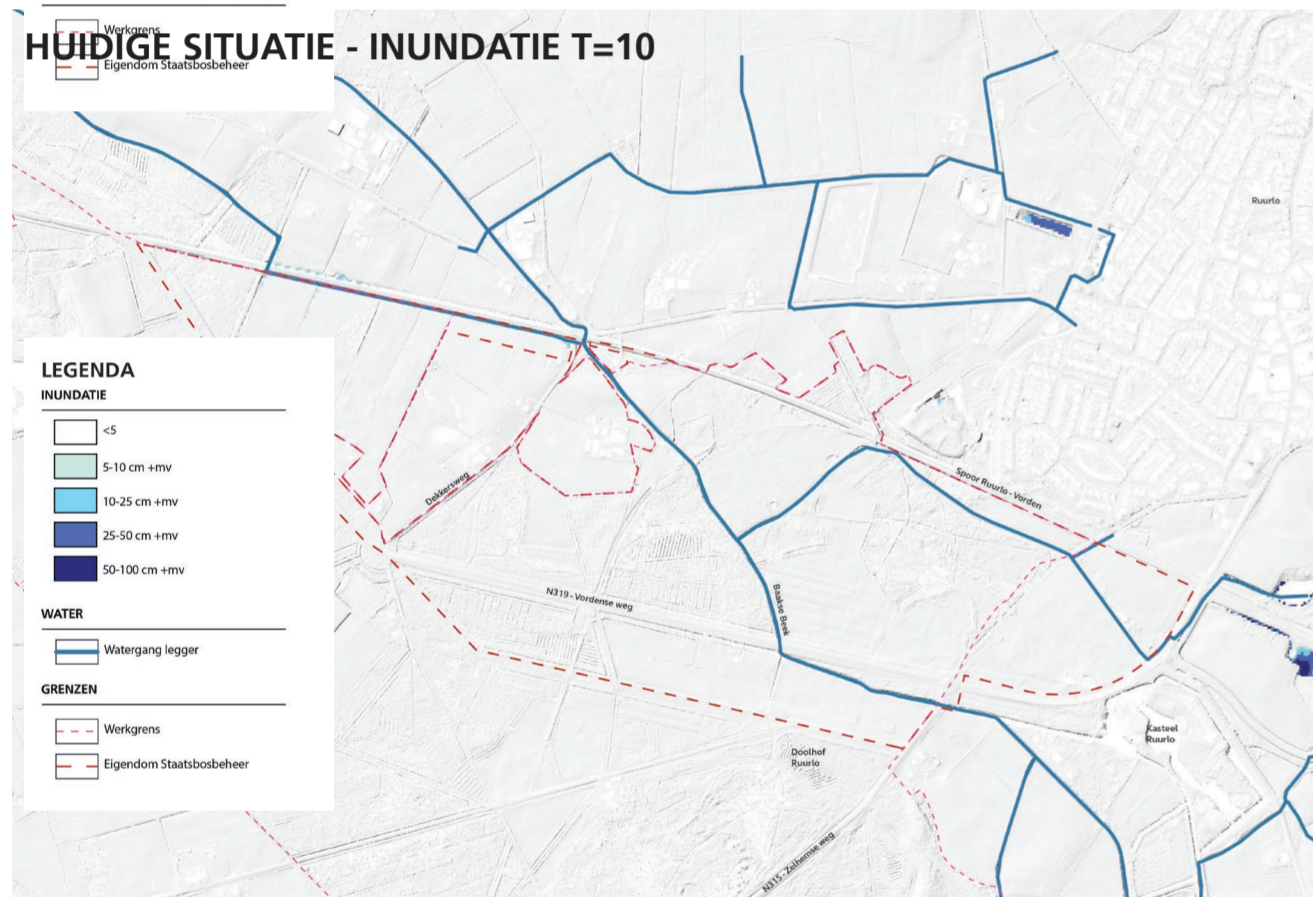 Werkgrens
HUIDIGE SITUATIE - INUNDATIE T=10
Eigendom Staatsbosbeheer
Ruurlo
LEGENDA
INUNDATIE
<5
5-10 cm +mv
10-25 cm +mv
25-50 cm +mv
50-100 cm +mv
WATER
Watergang legger
GRENZEN
Werkgrens
Eigendom Staatsbosbeheer
Dekkersweg
Spoor Ruurlo - Vorden
N319 - Vordense weg
Baakse Beek
Kasteel
Ruurlo
Doolhof
Ruurlo
N315 - Zelhemse weg